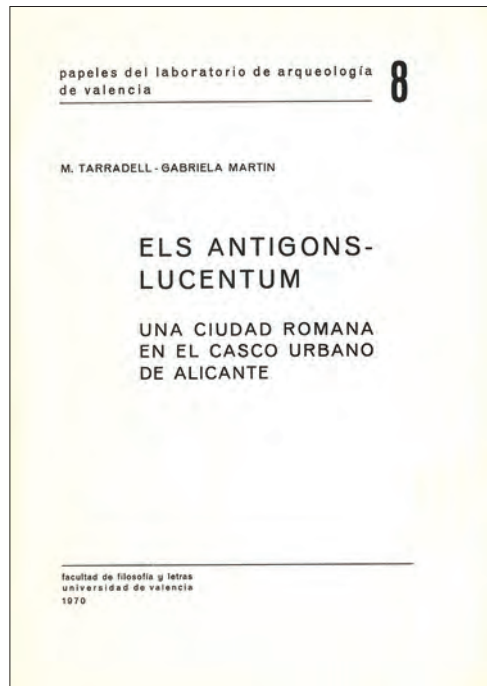 papeles del laboratorio de arqueología
de valencia
8
M. TARRADELL - GABRIELA MARTIN
ELS ANTIGONS-
LUCENTUM
UNA CIUDAD ROMANA
EN EL CASCO URBANO
DE ALICANTE
facultad de filosofía y letras
universidad de valencia
1970